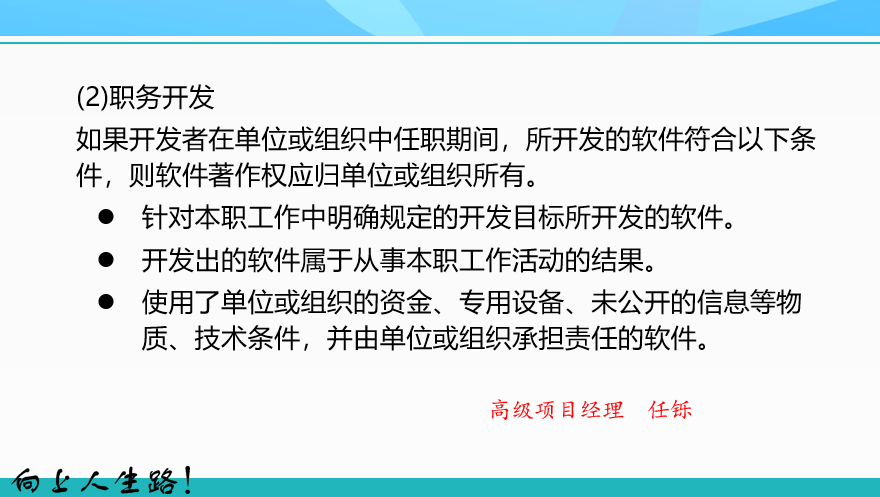 (2)职务开发
如果开发者在单位或组织中任职期间，所开发的软件符合以下条
件，则软件著作权应归单位或组织所有。
● 针对本职工作中明确规定的开发目标所开发的软件。
● 开发出的软件属于从事本职工作活动的结果。
● 使用了单位或组织的资金、专用设备、未公开的信息等物
质、技术条件，并由单位或组织承担责任的软件。
高级项目经理 任铄
向上人生路！